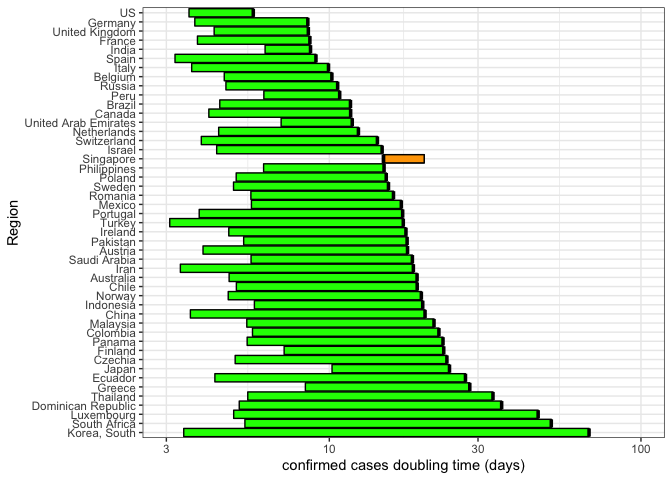 US
Germany
United Kingdom
France
India
Spain
Italy
Belgium
Russia
Peru
Brazil
Canada
United Arab Emirates
Netherlands
Switzerland
Israel
Singapore
Philippines
Poland
Sweden
Romania
Mexico
Portugal
Turkey
Ireland
Pakistan
Austria
Saudi Arabia
Iran
Australia
Chile
Norway
Indonesia
China
Malaysia
Colombia
Panama
Finland
Czechia
Japan
Ecuador
Greece
Thailand
Dominican Republic
Luxembourg
South Africa
Korea, South
Region
3 10 30 100
confirmed cases doubling time (days)